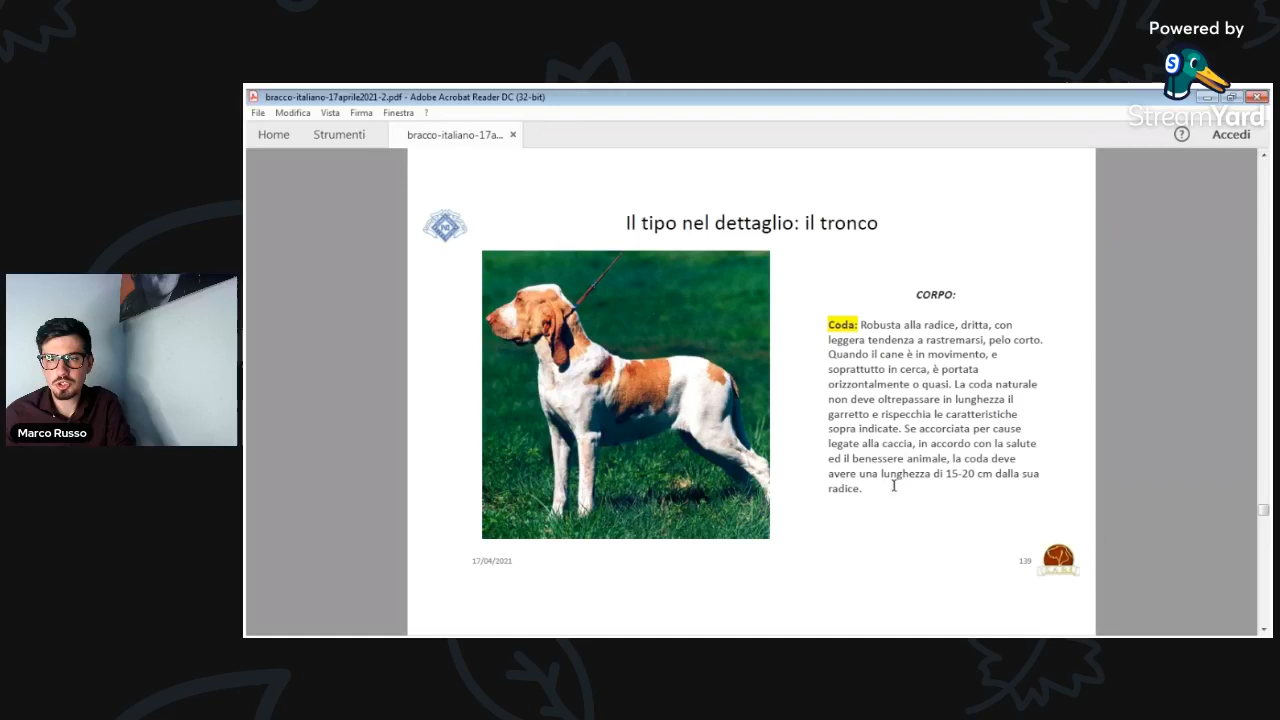 Powered by
StreamYard
bracco-italiano-17aprile2021-2.pdf - Adobe Acrobat Reader DC (32-bit)
File Modifica Vista Firma Finestra ?
Home Strumenti bracco-italiano-17a... × ? Accedi
Il tipo nel dettaglio: il tronco
CORPO:
Coda: Robusta alla radice, dritta, con
leggera tendenza a rastremarsi, pelo corto.
Quando il cane è in movimento, e
soprattutto in cerca, è portata
orizzontalmente o quasi. La coda naturale
non deve oltrepassare in lunghezza il
garretto e rispecchia le caratteristiche
sopra indicate. Se accorciata per cause
legate alla caccia, in accordo con la salute
ed il benessere animale, la coda deve
avere una lunghezza di 15-20 cm dalla sua
radice.
17/04/2021
139
Marco Russo